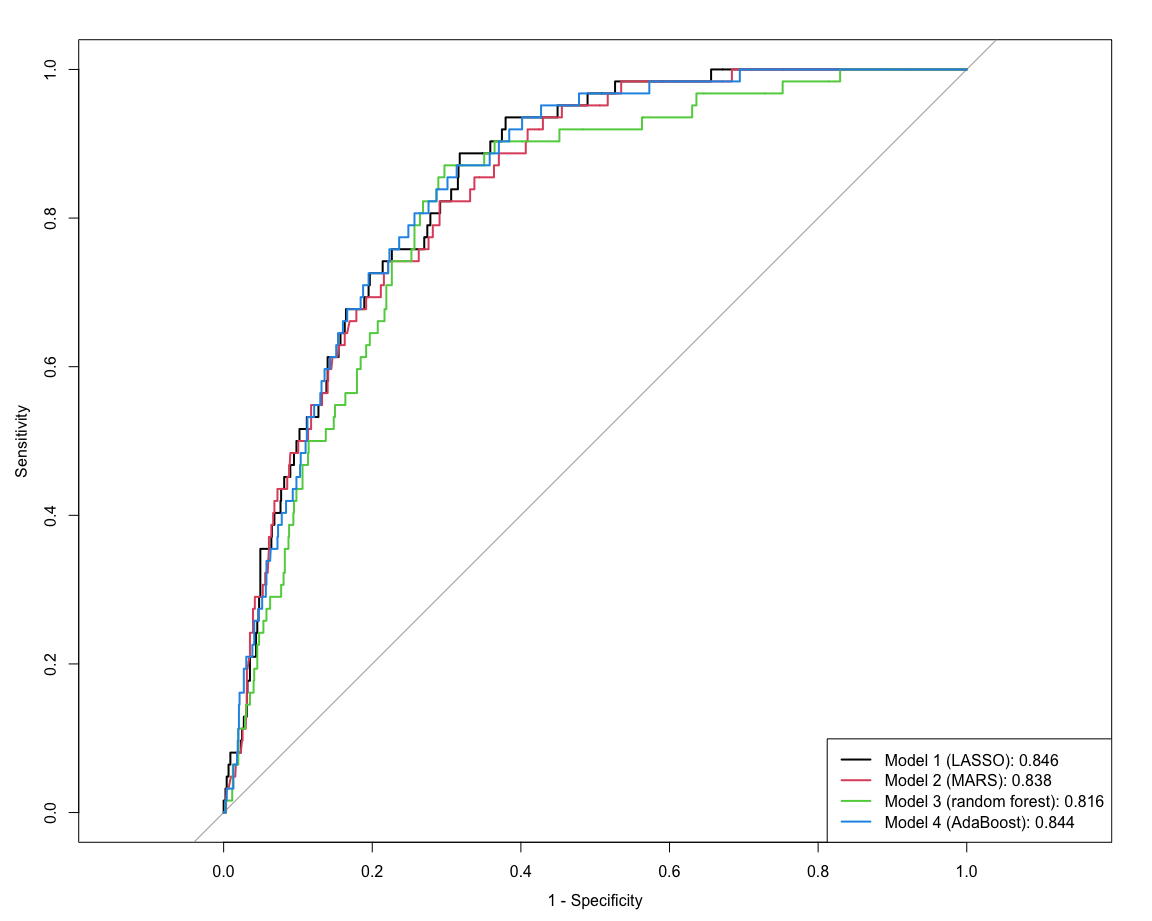 Sensitivity
1.0
0.8
0.6
0.4
0.2
0.0
Model 1 (LASSO): 0.846
Model 2 (MARS): 0.838
Model 3 (random forest): 0.816
Model 4 (AdaBoost): 0.844
0.0 0.2 0.4 0.6 0.8 1.0
1 - Specificity